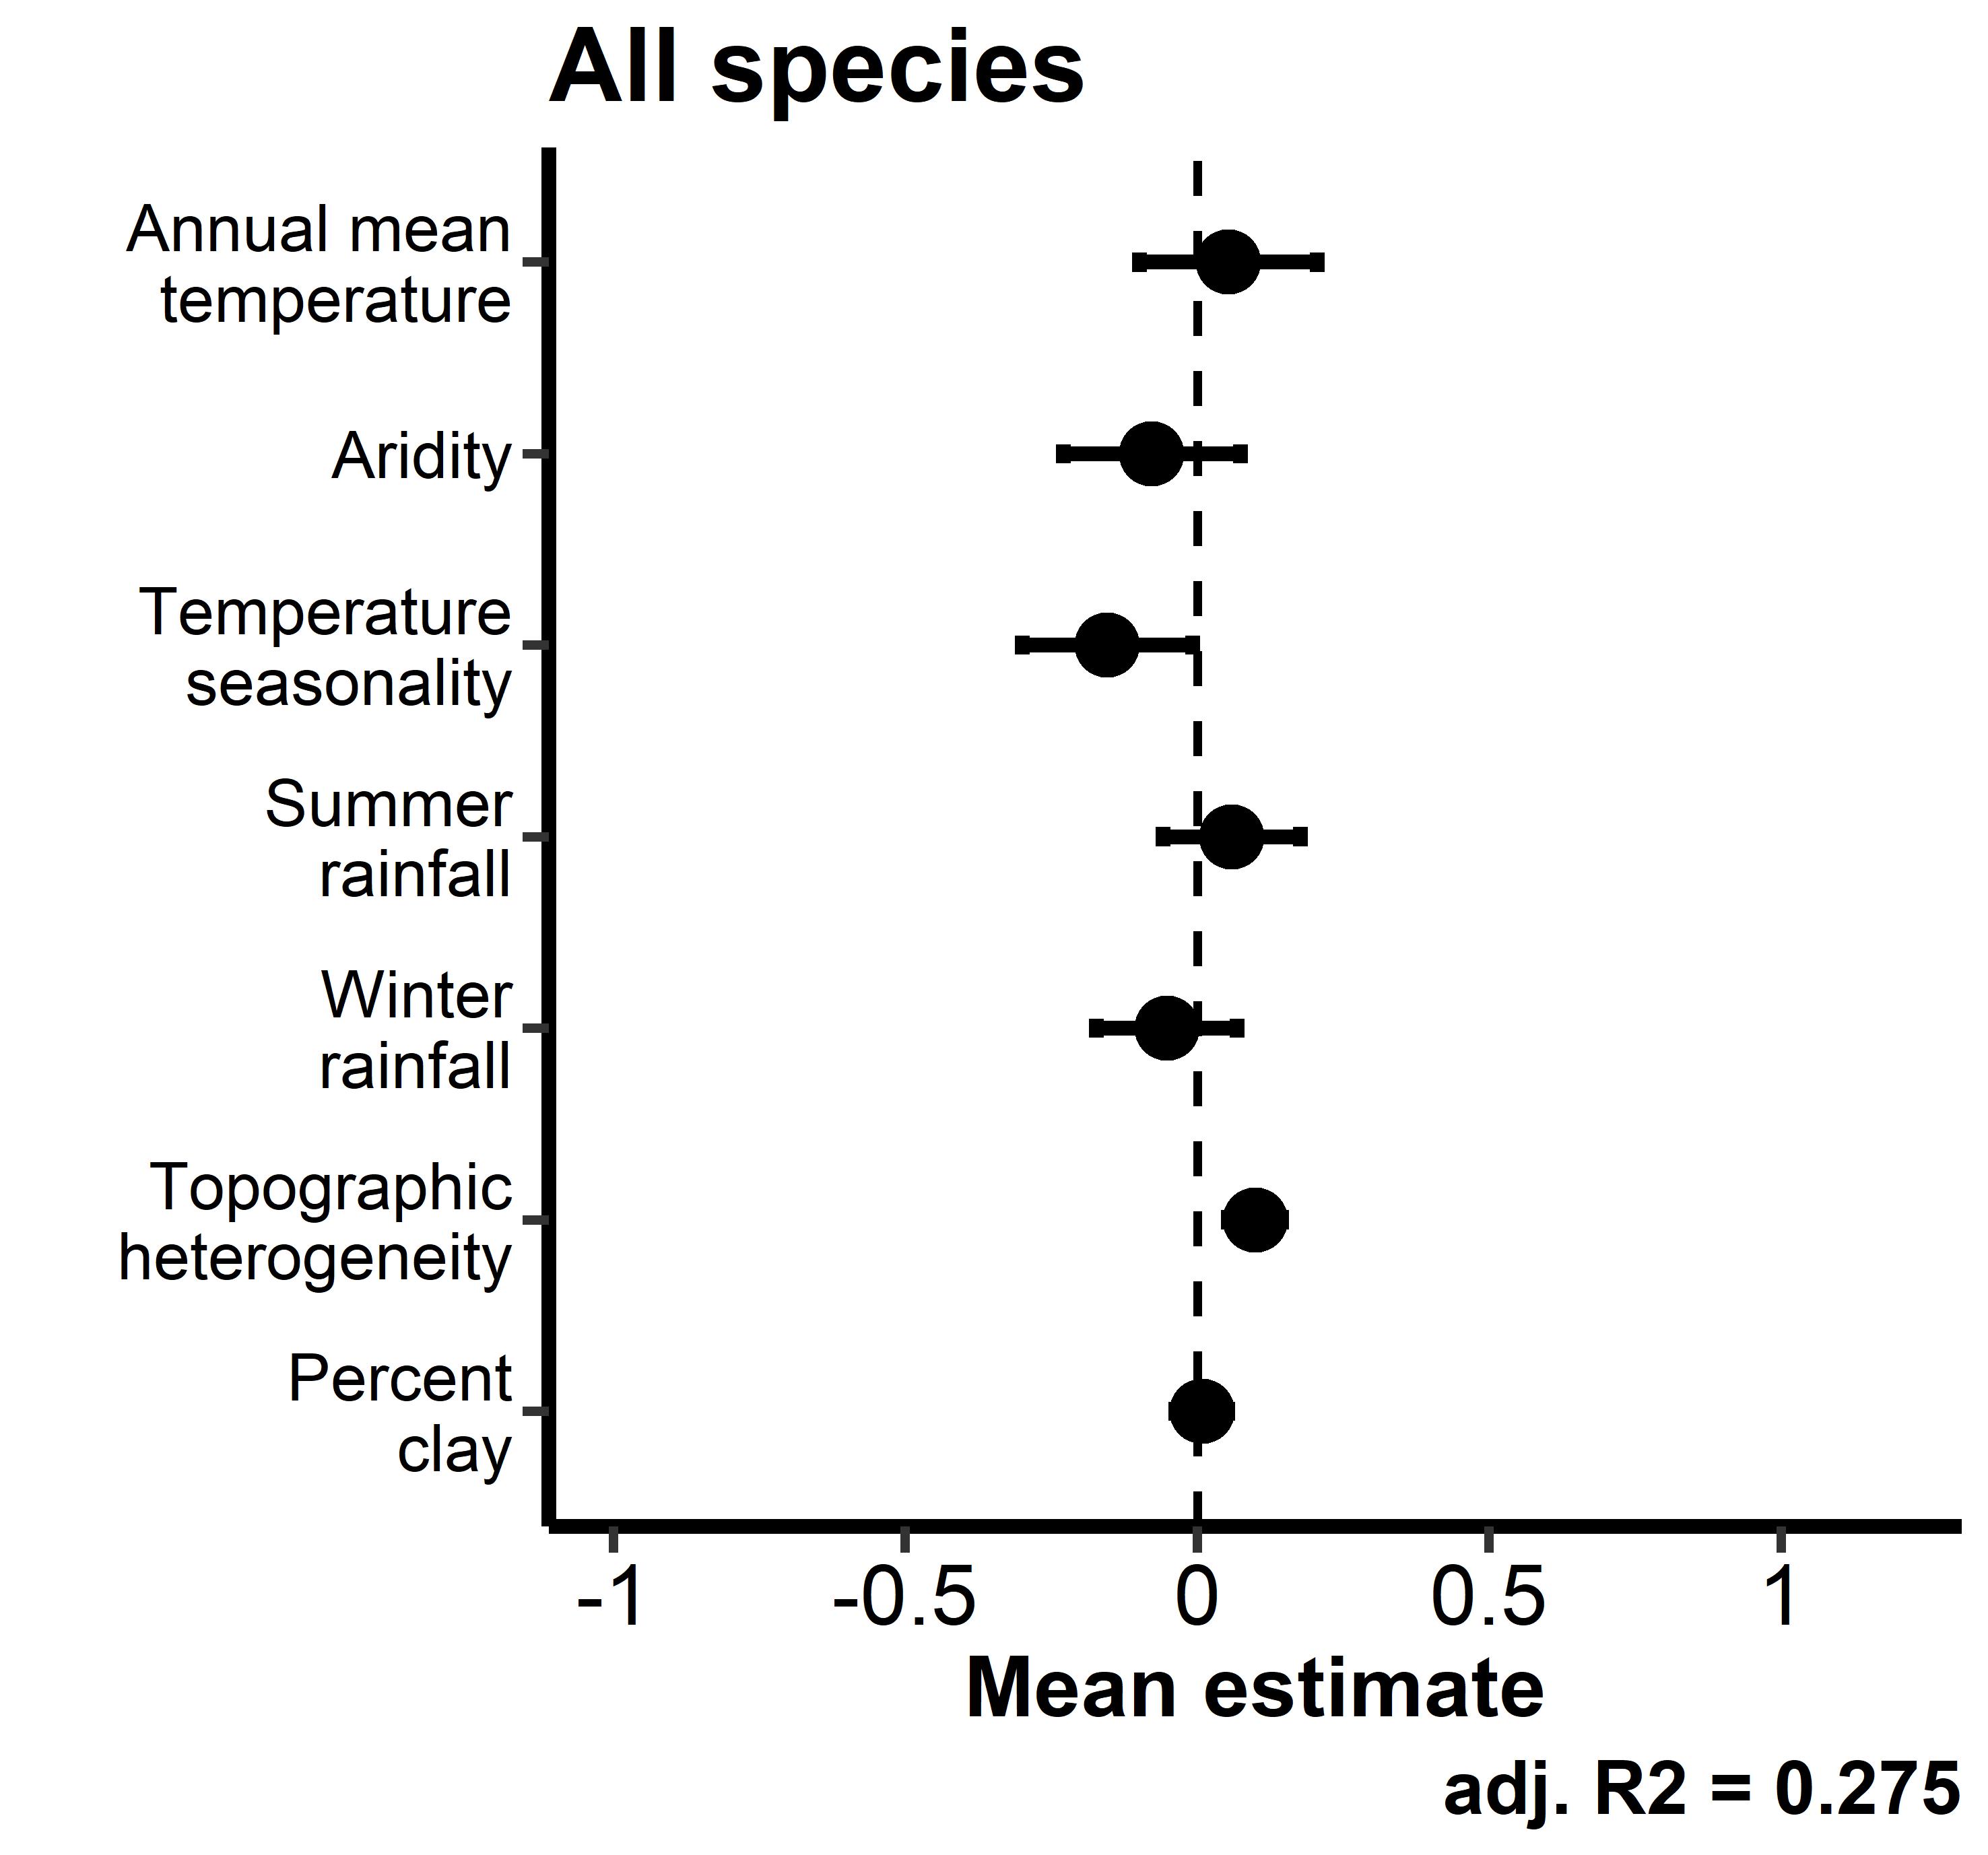 All species
Annual mean
temperature
Aridity
Temperature
seasonality
Summer
rainfall
Winter
rainfall
Topographic
heterogeneity
Percent
clay
-1 -0.5 0 0.5 1
Mean estimate
adj. R2 = 0.275